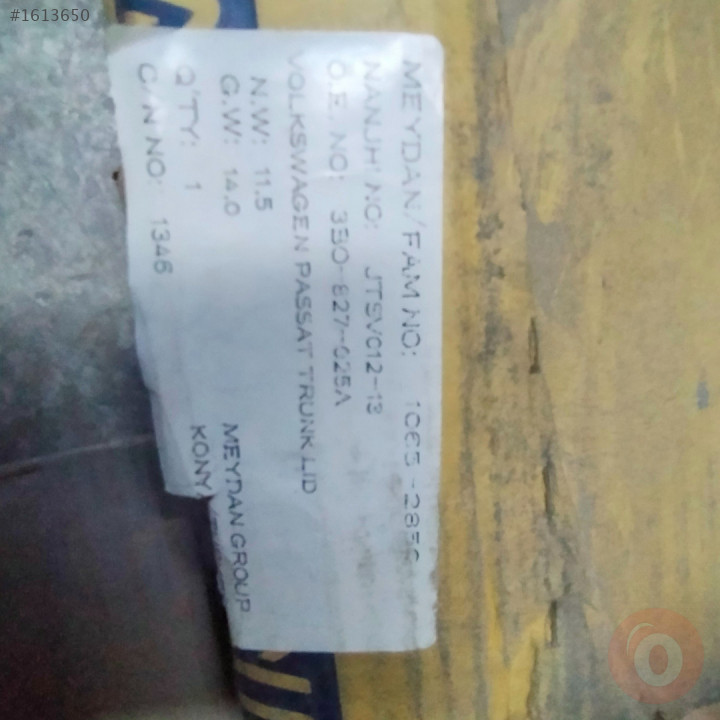 #1613650
MEYDAN/FAM NO: 1065-285
NANJH NO: JTSV012-13
O.E. NO: 3B0-827-025A
VOLKSWAGEN PASSAT TRUNK LID
N.W: 11.5
G.W: 14.0
Q'TY: 1
C/N NO: 1346
MEYDAN GROUP
KONY